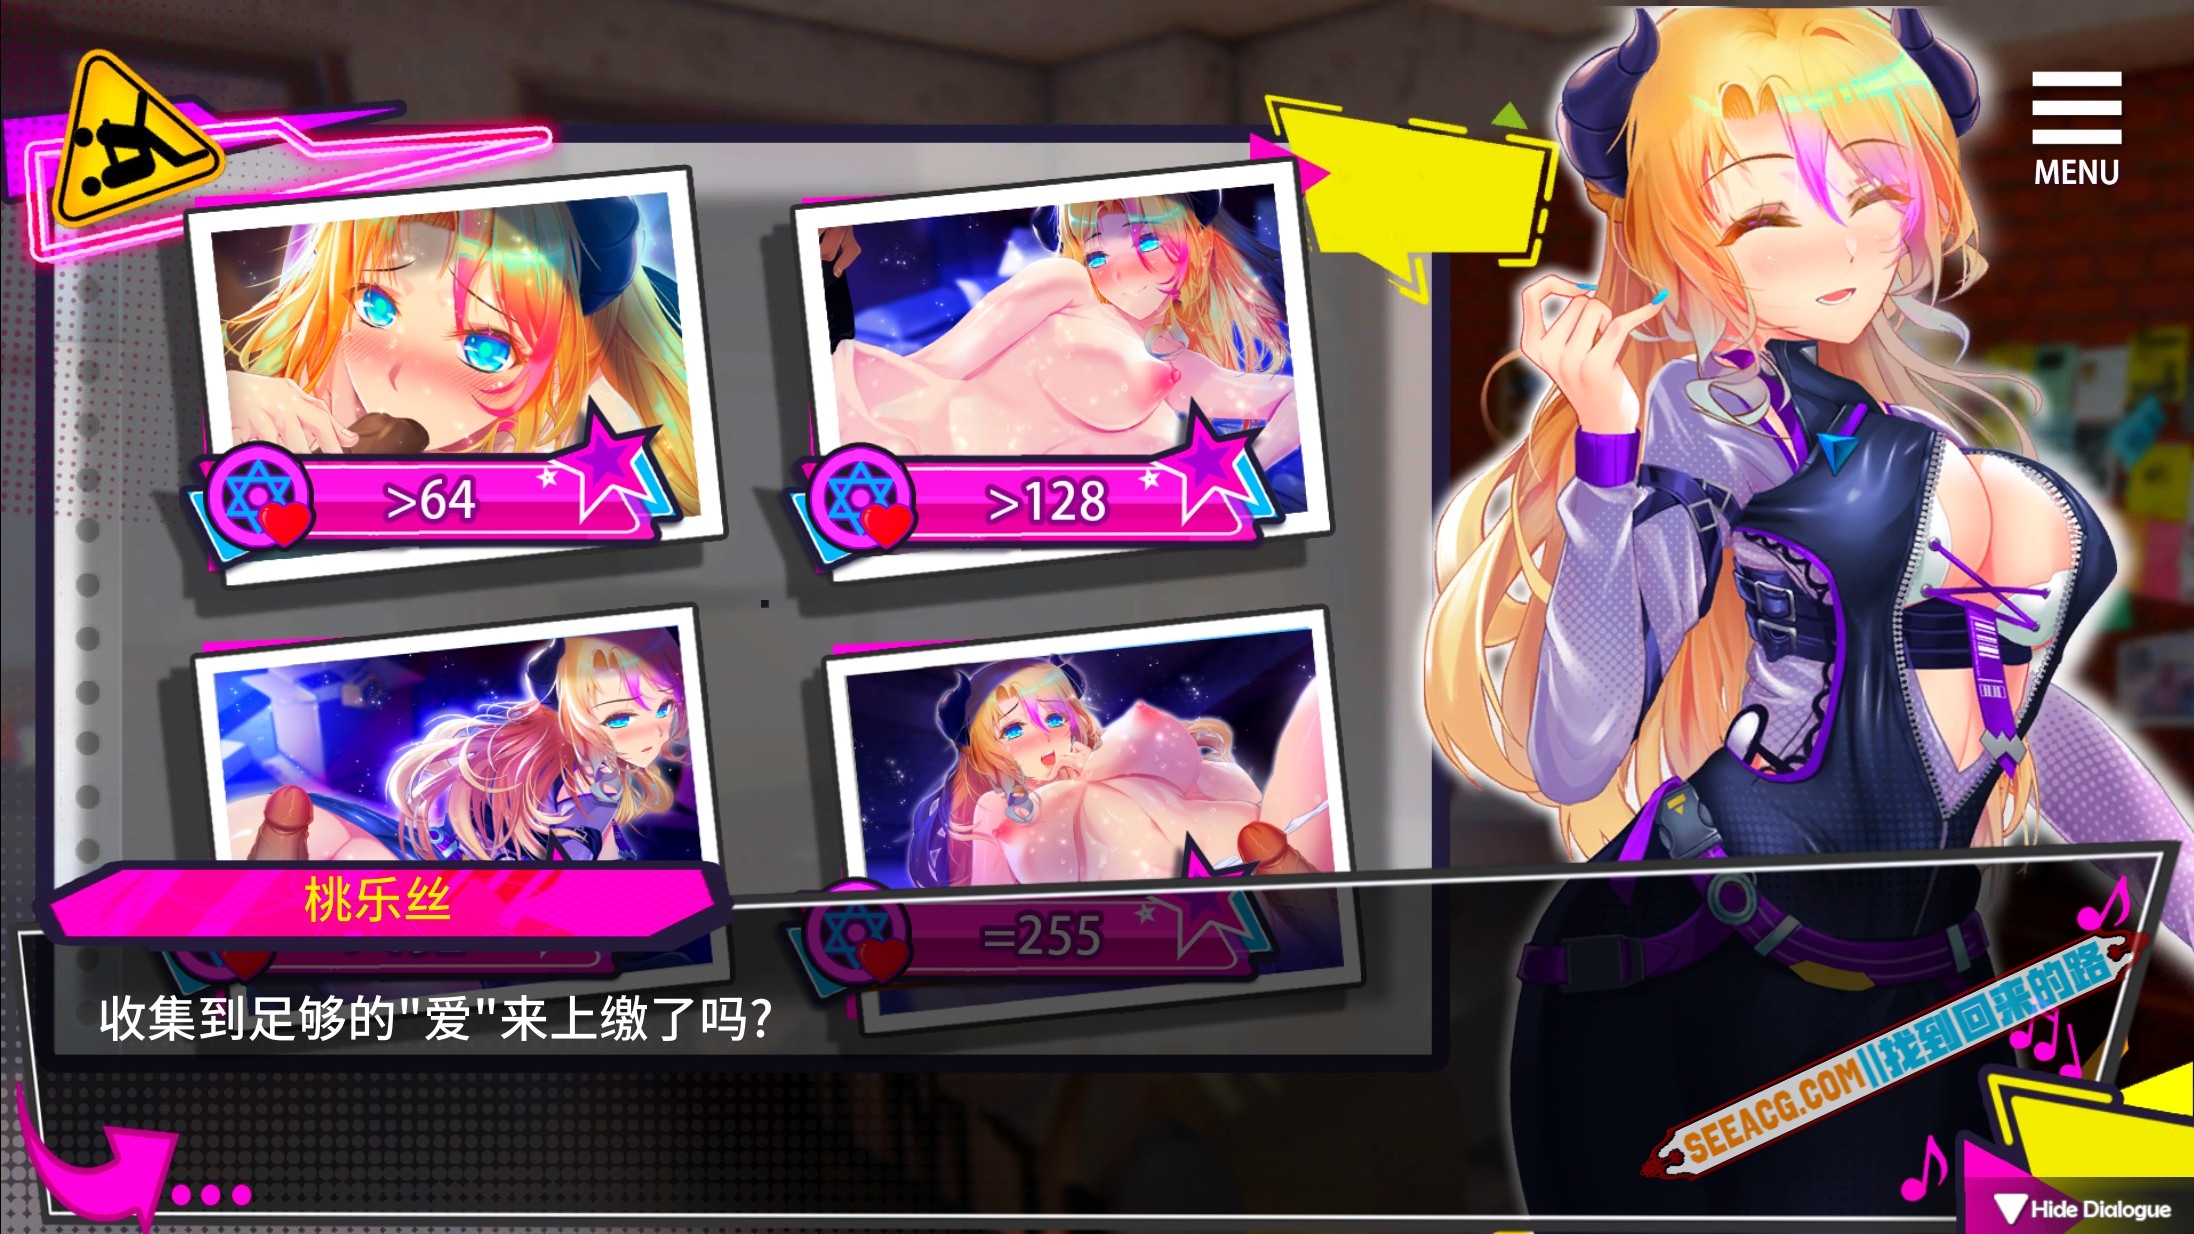 MENU
>64
>128
=255
桃乐丝
收集到足够的"爱"来上缴了吗?
SEEACG.COM||找到回来的路
Hide Dialogue